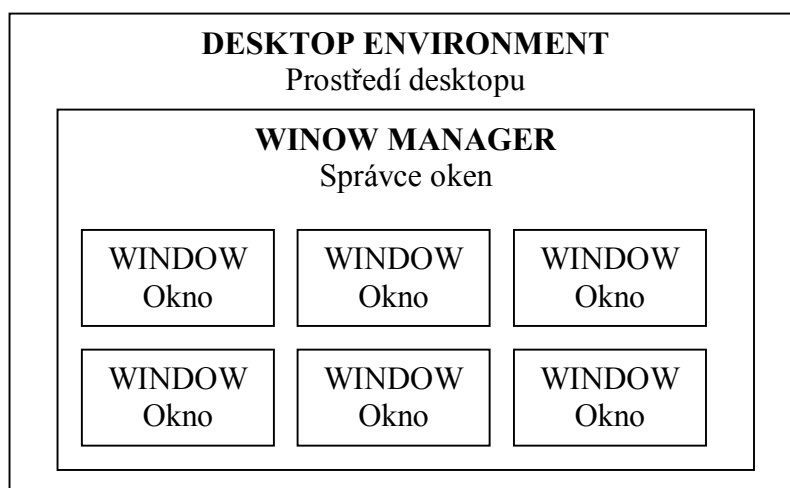 DESKTOP ENVIRONMENT
Prostředí desktopu
WINOW MANAGER
Správce oken
WINDOW WINDOW WINDOW
Okno Okno Okno
WINDOW WINDOW WINDOW
Okno Okno Okno